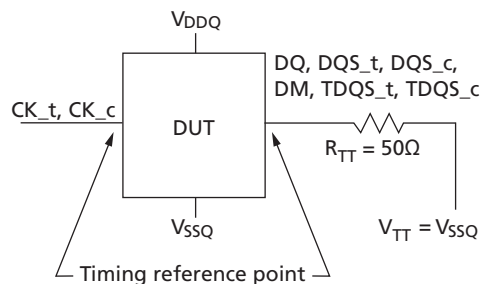 VDDQ
DQ, DQS_t, DQS_c,
DM, TDQS_t, TDQS_c
CK_t, CK_c
DUT
RTT = 50Ω
VSSQ
VTT = VSSQ
Timing reference point